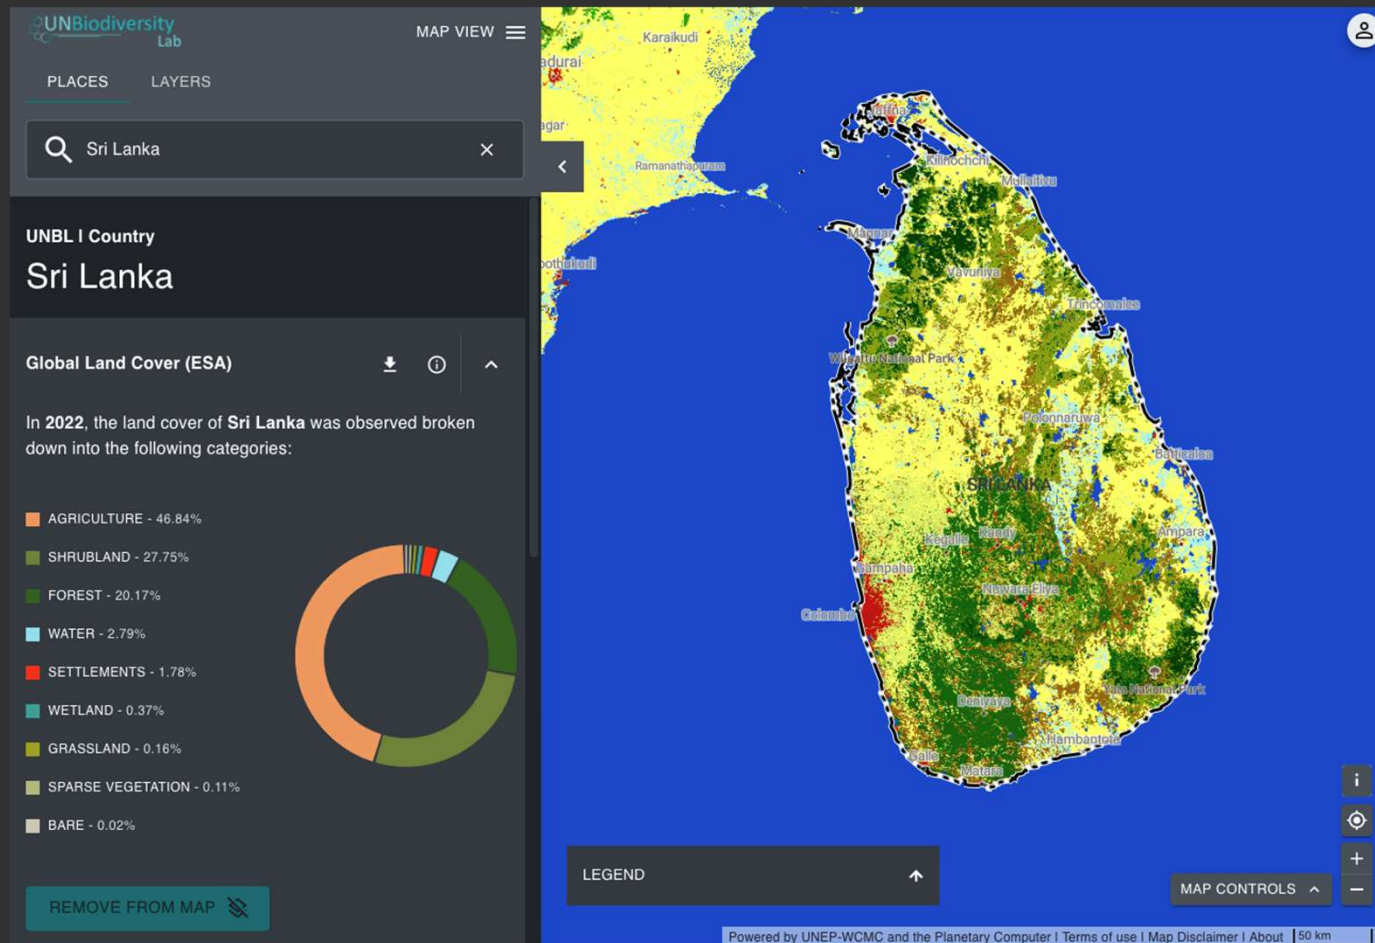 UNBiodiversity
Lab
MAP VIEW
PLACES
LAYERS
Sri Lanka
UNBL | Country
Sri Lanka
Global Land Cover (ESA)
In 2022, the land cover of Sri Lanka was observed broken
down into the following categories:
AGRICULTURE - 46.84%
SHRUBLAND - 27.75%
FOREST - 20.17%
WATER - 2.79%
SETTLEMENTS - 1.78%
WETLAND - 0.37%
GRASSLAND - 0.16%
SPARSE VEGETATION - 0.11%
BARE - 0.02%
REMOVE FROM MAP
Karaikudi
adurai
agar
Ramanathapuram
oothukudi
Jaffna
Kilinochchi
Mullaitivu
Mannar
Vavuniya
Trincomalee
Wilpattu National Park
Polonnaruwa
Batticaloa
SRI LANKA
Kegalle
Kandy
Ampara
Gampaha
Nuwara Eliya
Colombo
Yala National Park
Deniyaya
Hambantota
Galle
Matara
LEGEND
MAP CONTROLS
Powered by UNEP-WCMC and the Planetary Computer | Terms of use | Map Disclaimer | About
50 km